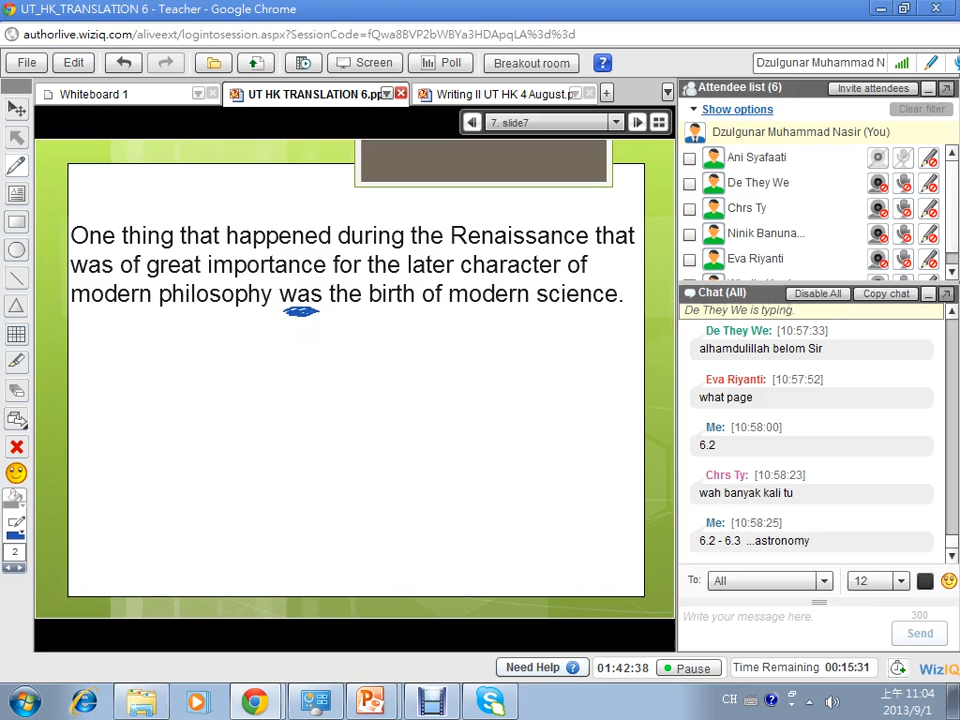 UT_HK_TRANSLATION 6 - Teacher - Google Chrome
authorlive.wiziq.com/aliveext/logintosession.aspx?SessionCode=fQwa8BVP2bWBYa3HDApqLA%3d%3d
File Edit Screen Poll Breakout room ? Dzulgunar Muhammad N
Whiteboard 1 UT HK TRANSLATION 6.pp Writing II UT HK 4 August.p +
7. slide7
One thing that happened during the Renaissance that
was of great importance for the later character of
modern philosophy was the birth of modern science.
2
Attendee list (6) Invite attendees
Show options Clear filter
Dzulgunar Muhammad Nasir (You)
Ani Syafaati
De They We
Chrs Ty
Ninik Banuna...
Eva Riyanti
Chat (All) Disable All Copy chat
De They We is typing.
De They We: [10:57:33]
alhamdulillah belom Sir
Eva Riyanti: [10:57:52]
what page
Me: [10:58:00]
6.2
Chrs Ty: [10:58:23]
wah banyak kali tu
Me: [10:58:25]
6.2 - 6.3 ...astronomy
To: All 12
Write your message here. 300
Send
Need Help ? 01:42:38 Pause Time Remaining 00:15:31 WizIQ
CH ? 上午 11:04
2013/9/1